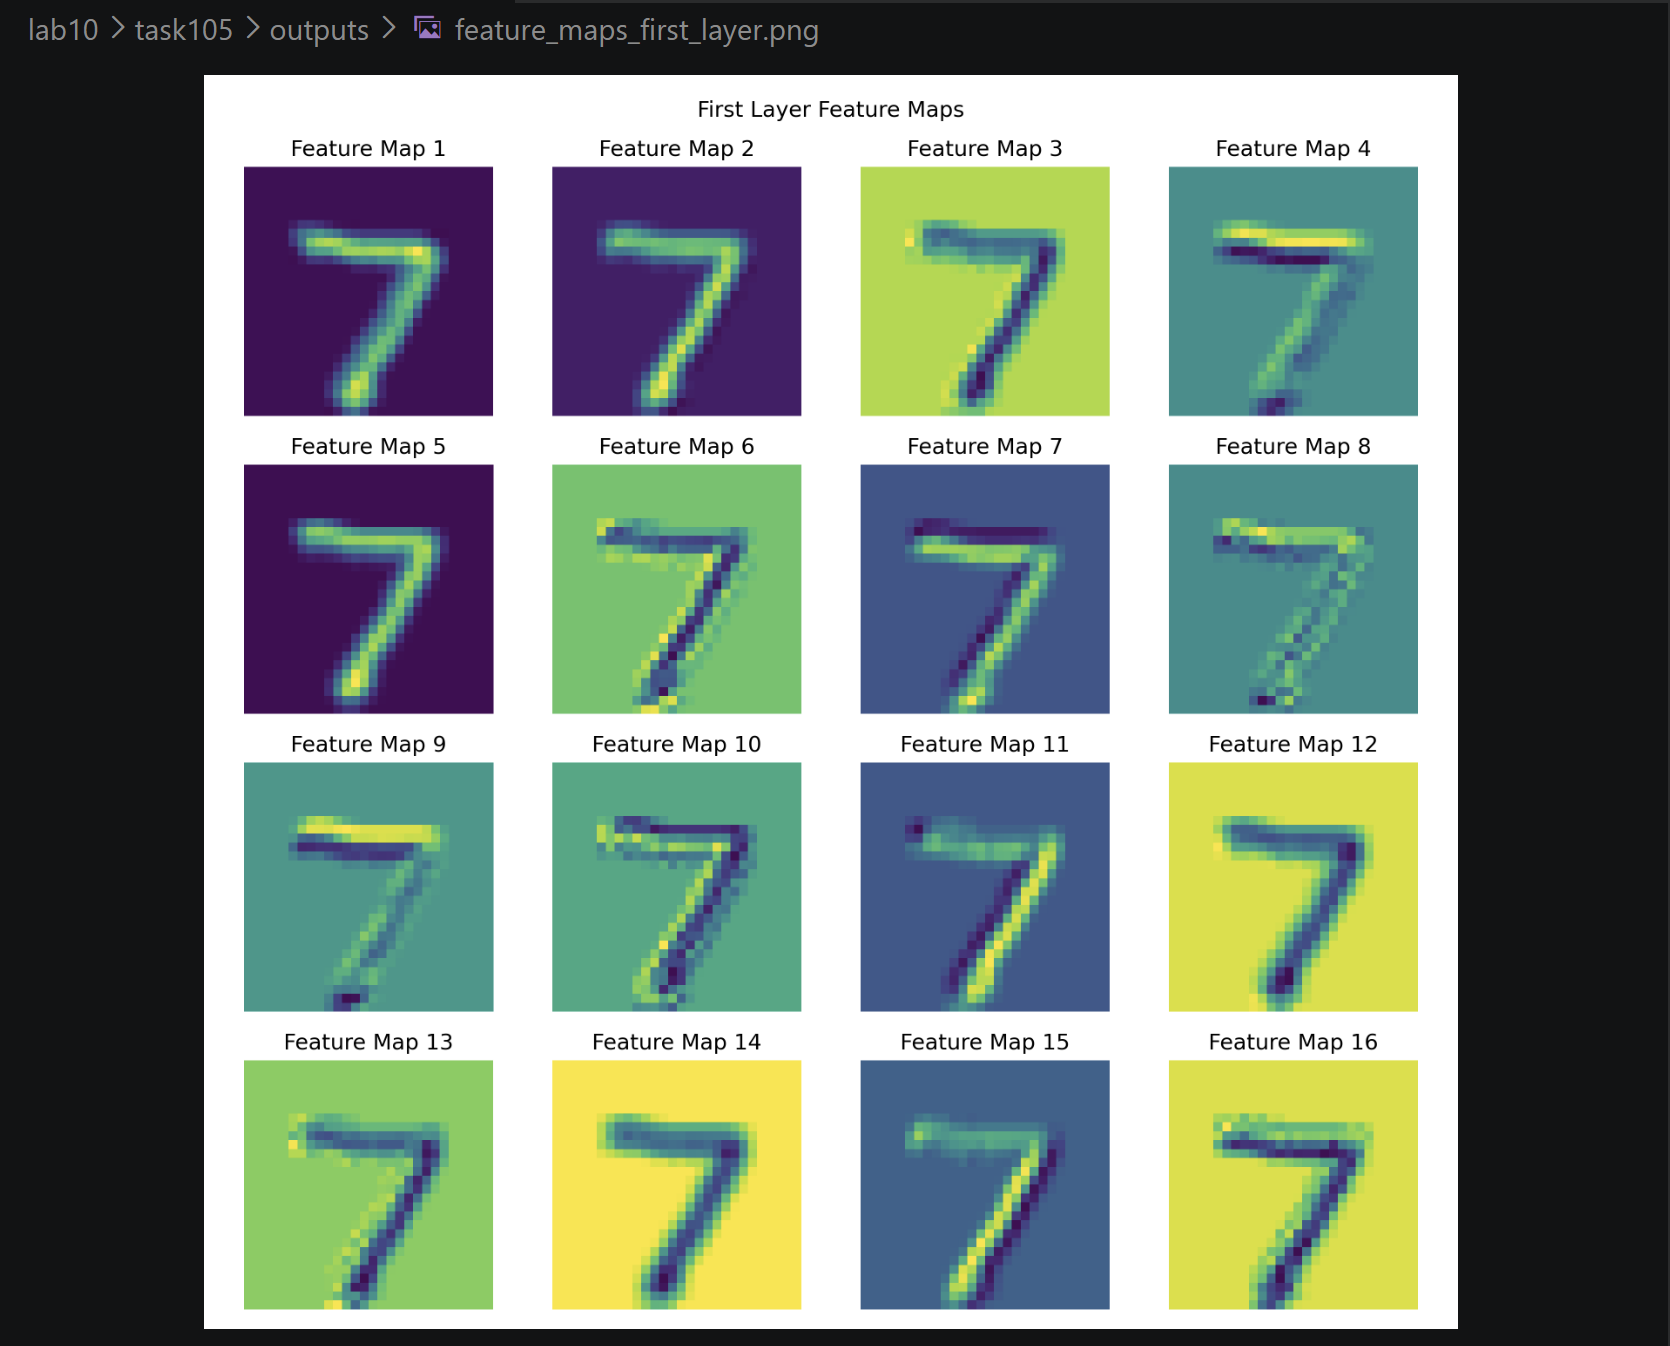 lab10 > task105 > outputs > feature_maps_first_layer.png
First Layer Feature Maps
Feature Map 1
Feature Map 2
Feature Map 3
Feature Map 4
Feature Map 5
Feature Map 6
Feature Map 7
Feature Map 8
Feature Map 9
Feature Map 10
Feature Map 11
Feature Map 12
Feature Map 13
Feature Map 14
Feature Map 15
Feature Map 16